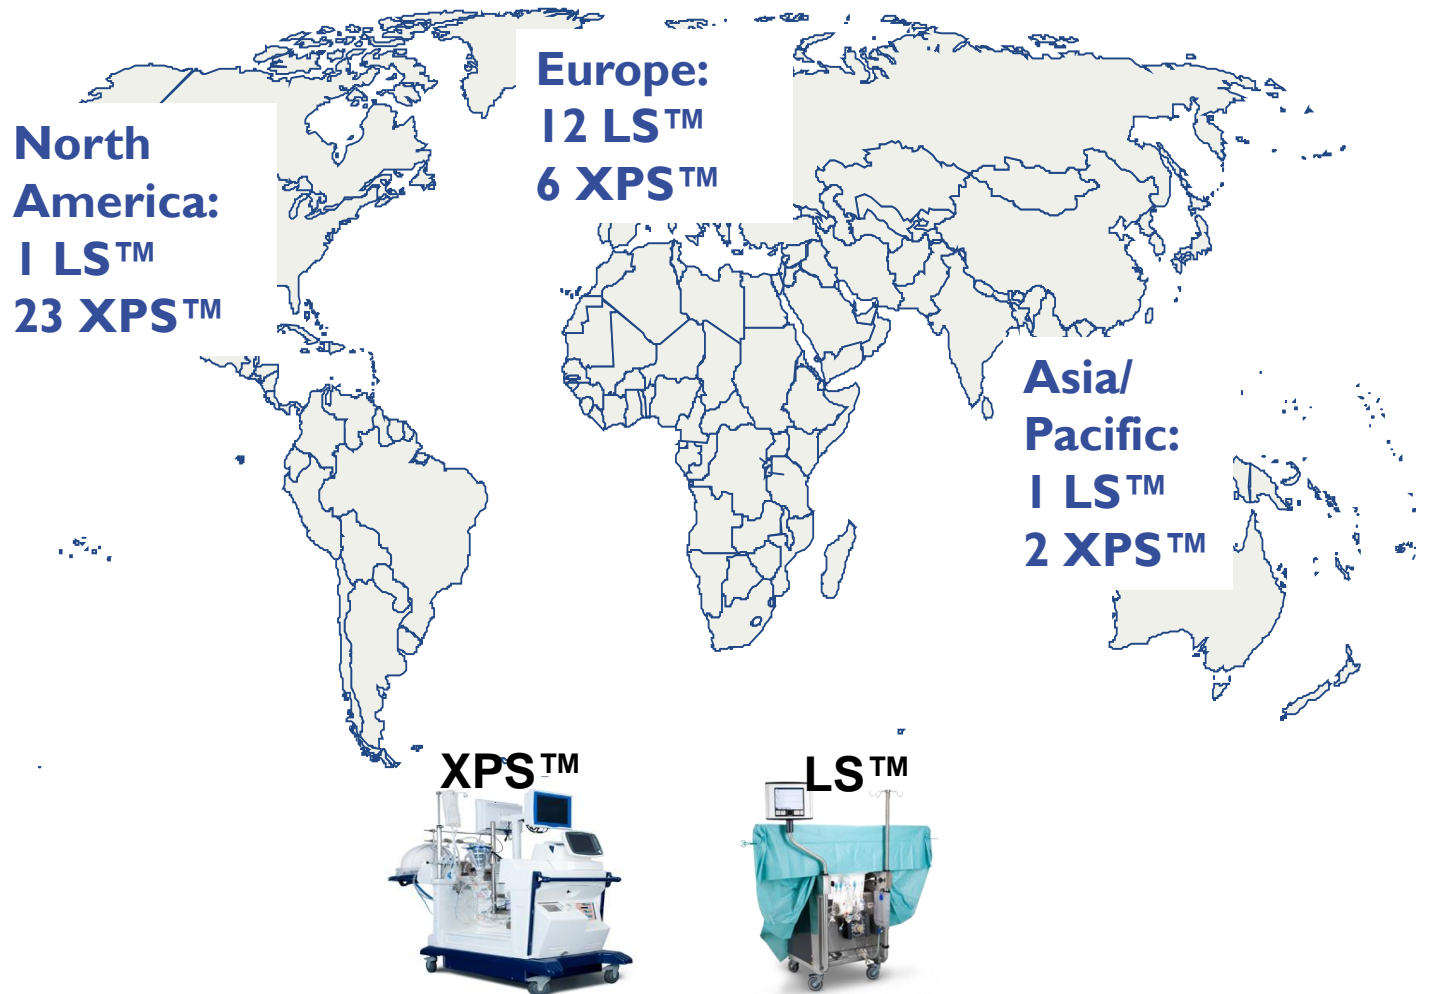 Europe:
12 LS™
6 XPS™
North
America:
1 LS™
23 XPS™
Asia/
Pacific:
1 LS™
2 XPS™
XPS™
LS™